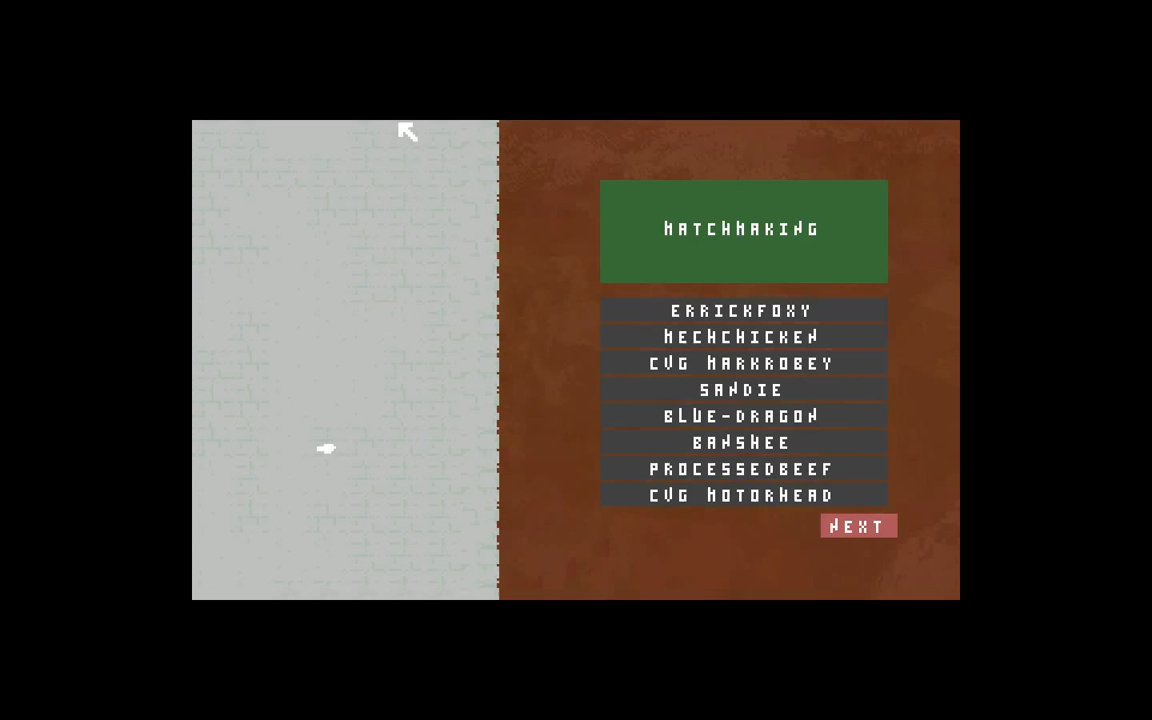 MATCHMAKING
ERRICKFOXY
MECHCHICKEN
CVG MARKROBEY
SANDIE
BLUE-DRAGON
BANSHEE
PROCESSEDBEEF
CVG MOTORHEAD
NEXT